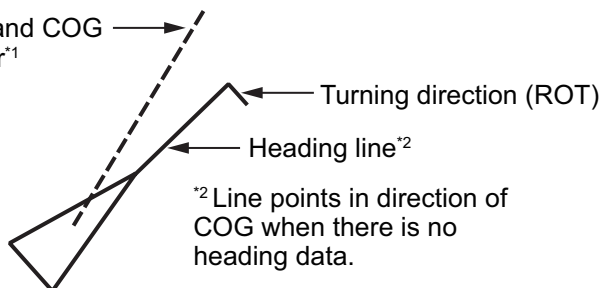 and COG
r*1
Turning direction (ROT)
Heading line*2
*2 Line points in direction of
COG when there is no
heading data.